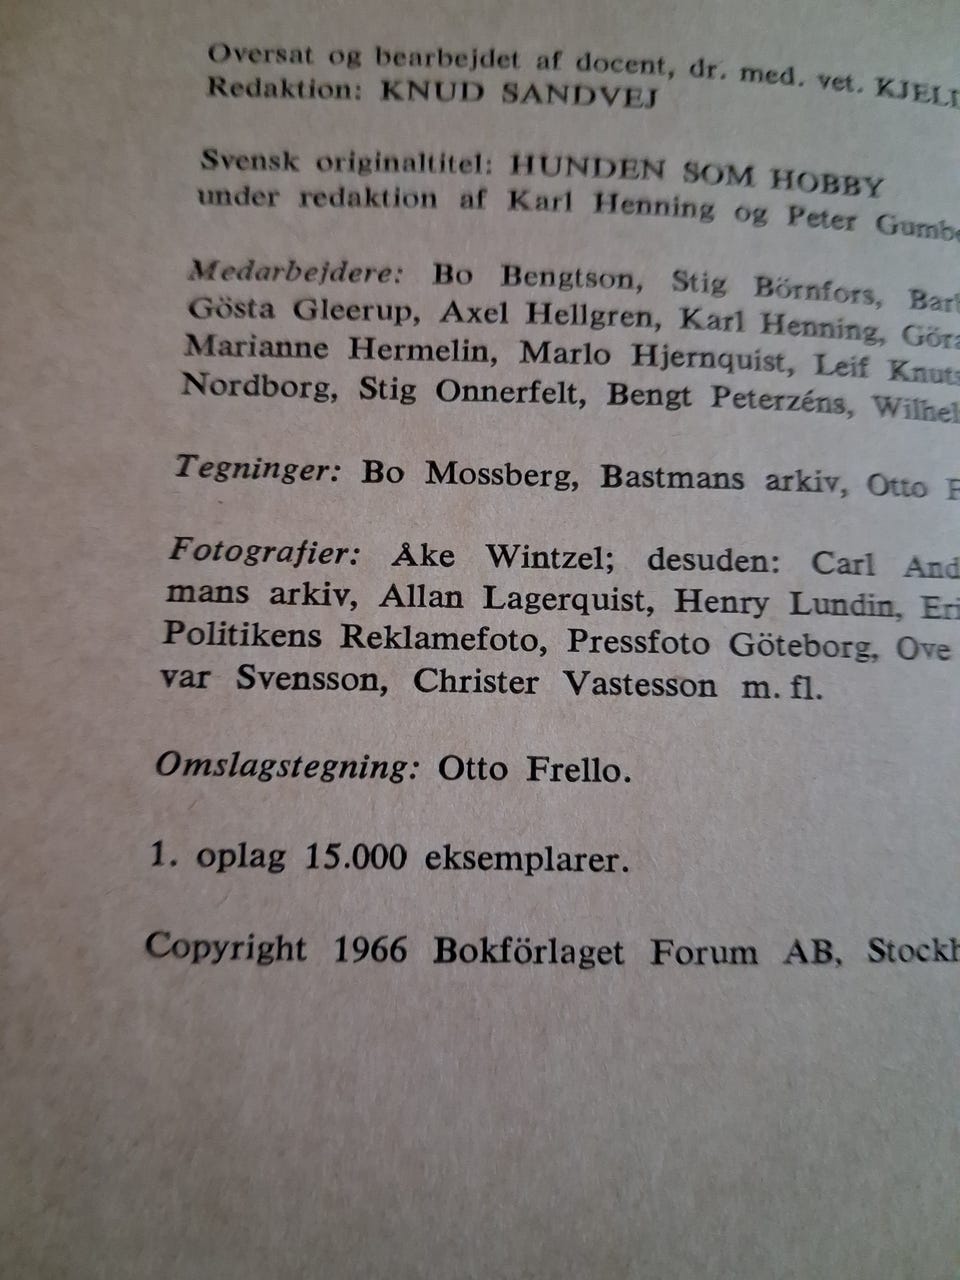 Oversat og bearbejdet af docent, dr. med. vet.
Redaktion: KNUD SANDVEJ
Svensk originaltitel: HUNDEN SOM HOBBY
under redaktion af Karl Henning og Peter
Medarbejdere: Bo Bengtson, Stig Börnfors,
Gösta Gleerup, Axel Hellgren, Karl Henning,
Marianne Hermelin, Marlo Hjernquist, Leif
Nordborg, Stig Onnerfelt, Bengt Peterzéns,
Tegninger: Bo Mossberg, Bastmans arkiv, Otto
Fotografier: Åke Wintzel; desuden: Carl
mans arkiv, Allan Lagerquist, Henry Lundin,
Politikens Reklamefoto, Pressfoto Göteborg, Ove
var Svensson, Christer Vastesson m. fl.
Omslagstegning: Otto Frello.
1. oplag 15.000 eksemplarer.
Copyright 1966 Bokförlaget Forum AB,